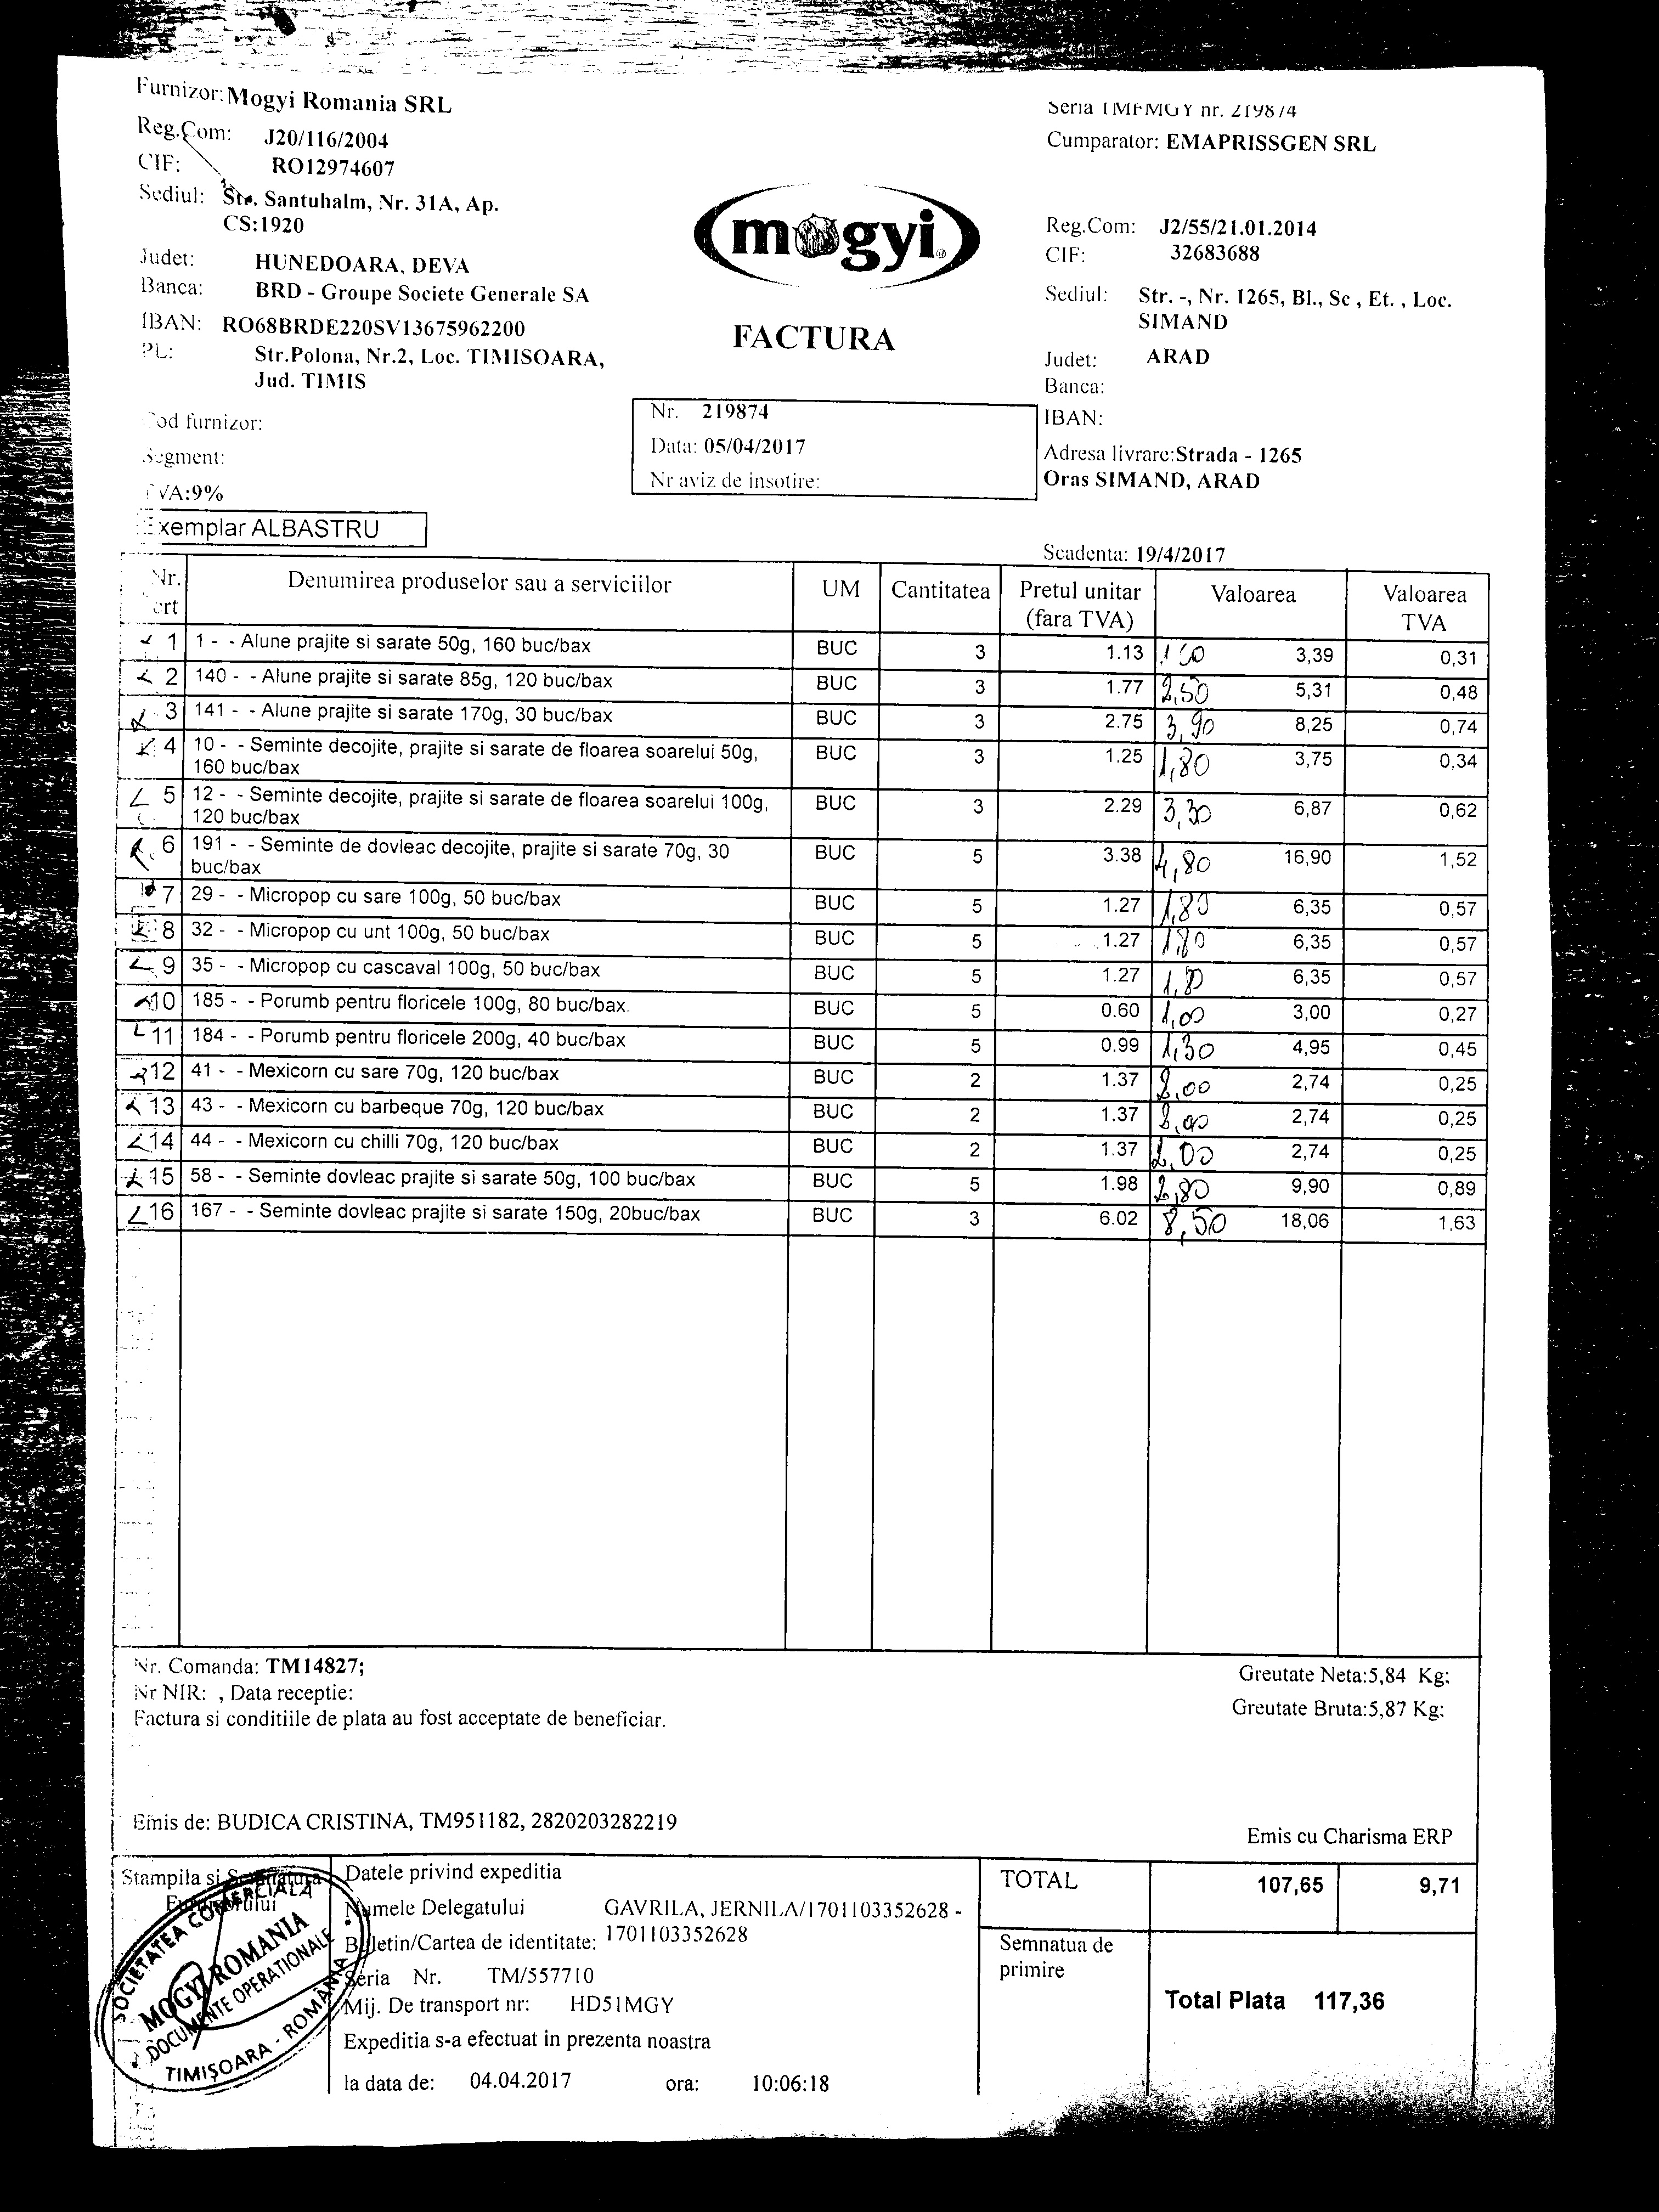 Furnizor: Mogyi Romania SRL
Reg.Com: J20/116/2004
CIF: RO12974607
Sediul: Str. Santuhalm, Nr. 31A, Ap.
CS:1920
Judet: HUNEDOARA, DEVA
Banca: BRD - Groupe Societe Generale SA
IBAN: RO68BRDE220SV13675962200
PL: Str.Polona, Nr.2, Loc. TIMISOARA,
Jud. TIMIS
Cod furnizor:
Segment:
TVA:9%
Exemplar ALBASTRU
mogyi
FACTURA
Nr. 219874
Data: 05/04/2017
Nr aviz de insotire:
Seria TMFMGY nr. 219874
Cumparator: EMAPRISSGEN SRL
Reg.Com: J2/55/21.01.2014
CIF: 32683688
Sediul: Str. -, Nr. 1265, Bl., Sc , Et. , Loc.
SIMAND
Judet: ARAD
Banca:
IBAN:
Adresa livrare:Strada - 1265
Oras SIMAND, ARAD
Scadenta: 19/4/2017
Nr. crt Denumirea produselor sau a serviciilor UM Cantitatea Pretul unitar (fara TVA) Valoarea Valoarea TVA
1 1 - - Alune prajite si sarate 50g, 160 buc/bax BUC 3 1.13 3,39 0,31
2 140 - - Alune prajite si sarate 85g, 120 buc/bax BUC 3 1.77 2,50 5,31 0,48
3 141 - - Alune prajite si sarate 170g, 30 buc/bax BUC 3 2.75 3,90 8,25 0,74
4 10 - - Seminte decojite, prajite si sarate de floarea soarelui 50g, BUC 3 1.25 1,80 3,75 0,34
160 buc/bax
5 12 - - Seminte decojite, prajite si sarate de floarea soarelui 100g, BUC 3 2.29 3,30 6,87 0,62
120 buc/bax
6 191 - - Seminte de dovleac decojite, prajite si sarate 70g, 30 BUC 5 3.38 4,80 16,90 1,52
buc/bax
7 29 - - Micropop cu sare 100g, 50 buc/bax BUC 5 1.27 1,80 6,35 0,57
8 32 - - Micropop cu unt 100g, 50 buc/bax BUC 5 1.27 1,80 6,35 0,57
9 35 - - Micropop cu cascaval 100g, 50 buc/bax BUC 5 1.27 1,80 6,35 0,57
10 185 - - Porumb pentru floricele 100g, 80 buc/bax. BUC 5 0.60 1,00 3,00 0,27
11 184 - - Porumb pentru floricele 200g, 40 buc/bax BUC 5 0.99 1,30 4,95 0,45
12 41 - - Mexicorn cu sare 70g, 120 buc/bax BUC 2 1.37 2,00 2,74 0,25
13 43 - - Mexicorn cu barbeque 70g, 120 buc/bax BUC 2 1.37 2,00 2,74 0,25
14 44 - - Mexicorn cu chilli 70g, 120 buc/bax BUC 2 1.37 2,00 2,74 0,25
15 58 - - Seminte dovleac prajite si sarate 50g, 100 buc/bax BUC 5 1.98 2,80 9,90 0,89
16 167 - - Seminte dovleac prajite si sarate 150g, 20buc/bax BUC 3 6.02 8,50 18,06 1,63
Nr. Comanda: TM14827;
Nr NIR: , Data receptie:
Factura si conditiile de plata au fost acceptate de beneficiar.
Greutate Neta:5,84 Kg;
Greutate Bruta:5,87 Kg;
Emis de: BUDICA CRISTINA, TM951182, 2820203282219
Emis cu Charisma ERP
Stampila si
SOCIETATEA COMERCIALĂ
MOGYI ROMANIA
DOCUMENTE OPERATIONALE
TIMIŞOARA - ROMÂNIA
Datele privind expeditia
Numele Delegatului GAVRILA, JERNILA/1701103352628 -
Buletin/Cartea de identitate: 1701103352628
Seria Nr. TM/557710
Mij. De transport nr: HD51MGY
Expeditia s-a efectuat in prezenta noastra
la data de: 04.04.2017 ora: 10:06:18
TOTAL 107,65 9,71
Semnatua de
primire
Total Plata 117,36